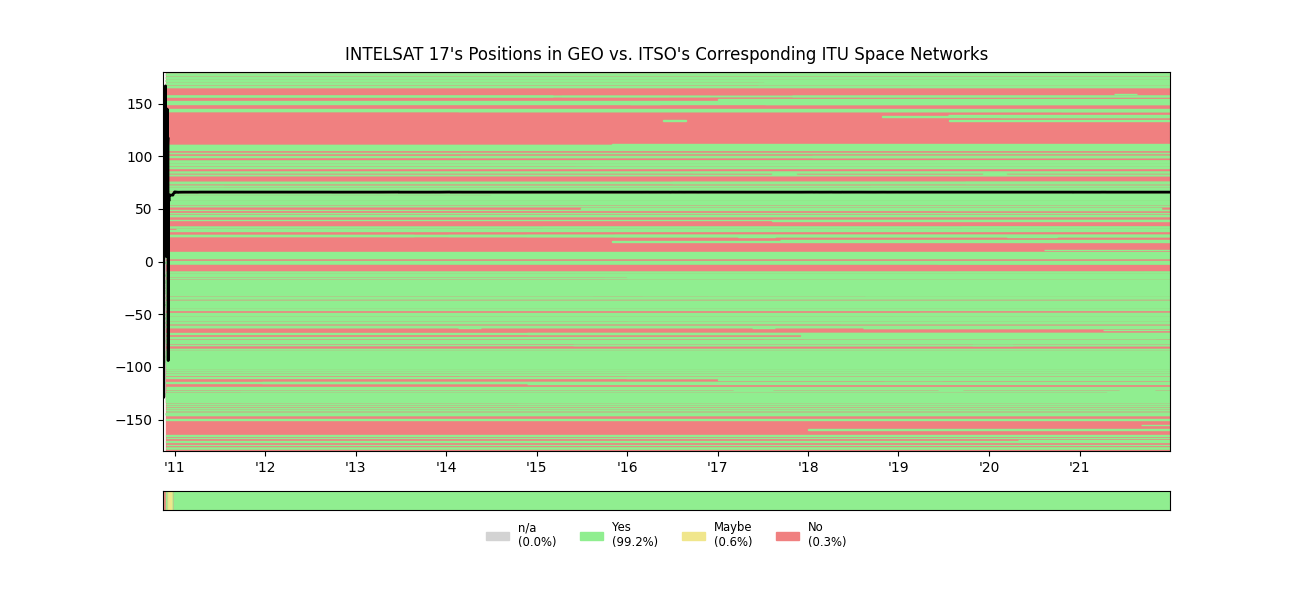 INTELSAT 17's Positions in GEO vs. ITSO's Corresponding ITU Space Networks
150
100
50
0
−50
−100
−150
'11 '12 '13 '14 '15 '16 '17 '18 '19 '20 '21
n/a Yes Maybe No
(0.0%) (99.2%) (0.6%) (0.3%)